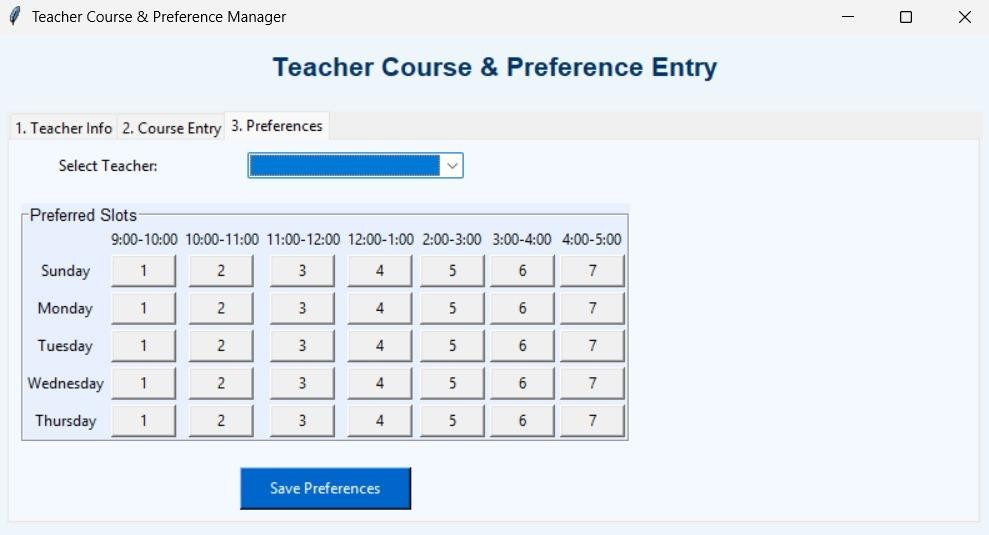 Teacher Course & Preference Manager
Teacher Course & Preference Entry
1. Teacher Info 2. Course Entry 3. Preferences
Select Teacher:
Preferred Slots
9:00-10:00 10:00-11:00 11:00-12:00 12:00-1:00 2:00-3:00 3:00-4:00 4:00-5:00
Sunday 1 2 3 4 5 6 7
Monday 1 2 3 4 5 6 7
Tuesday 1 2 3 4 5 6 7
Wednesday 1 2 3 4 5 6 7
Thursday 1 2 3 4 5 6 7
Save Preferences